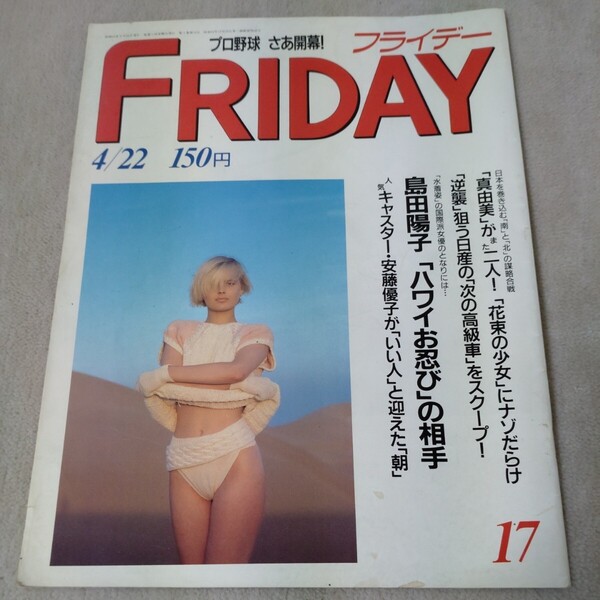 プロ野球 さあ開幕!
フライデー
FRIDAY
4/22 150円
日本を巻き込む「南」と「北」の謀略合戦
「真由美」がまた二人!「花束の少女」にナゾだらけ
「逆襲」狙う日産の「次の高級車」をスクープ!
「水着姿」の国際派女優のとなりには…
島田陽子「ハワイお忍び」の相手
人気キャスター・安藤優子が「いい人」と迎えた「朝」
17